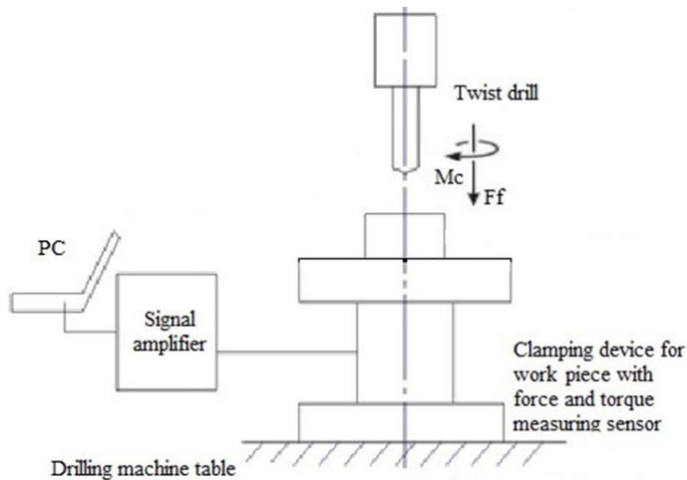 Twist drill
Mc
Ff
PC
Signal
amplifier
Clamping device for
work piece with
force and torque
measuring sensor
Drilling machine table